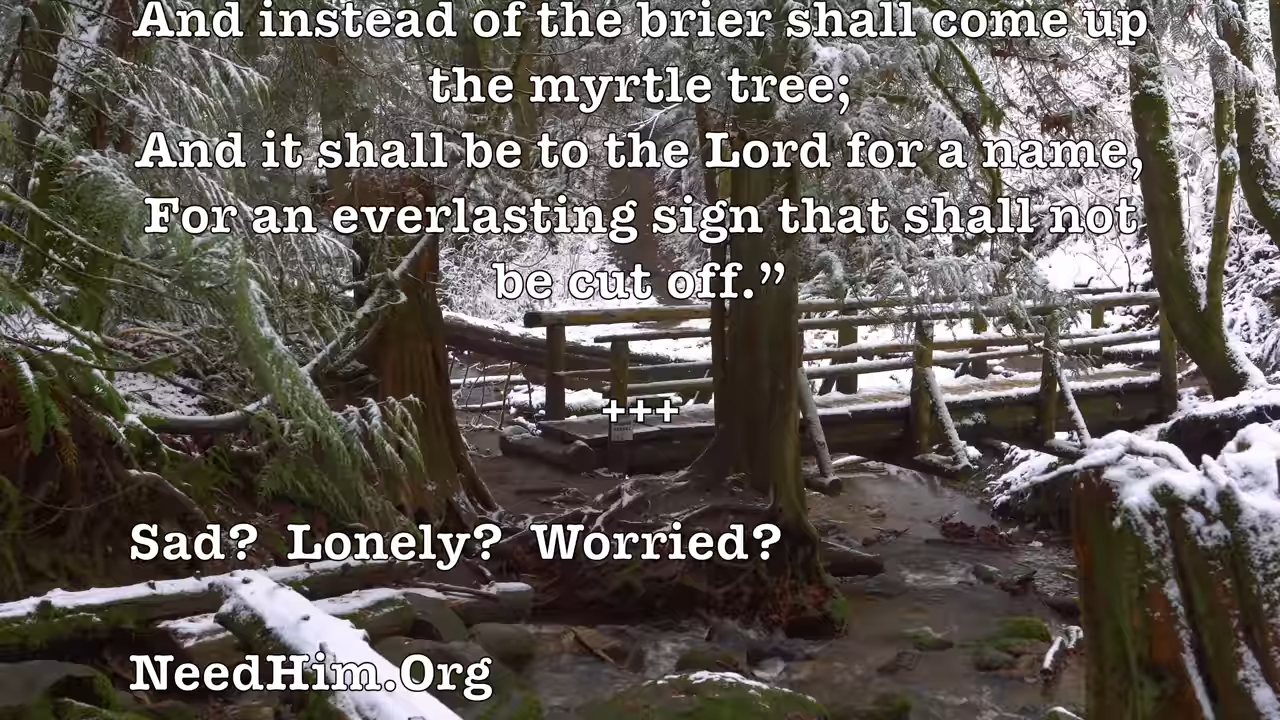 And instead of the brier shall come up
the myrtle tree;
And it shall be to the Lord for a name,
For an everlasting sign that shall not
be cut off.”
+++
Sad?  Lonely?  Worried?
NeedHim.Org